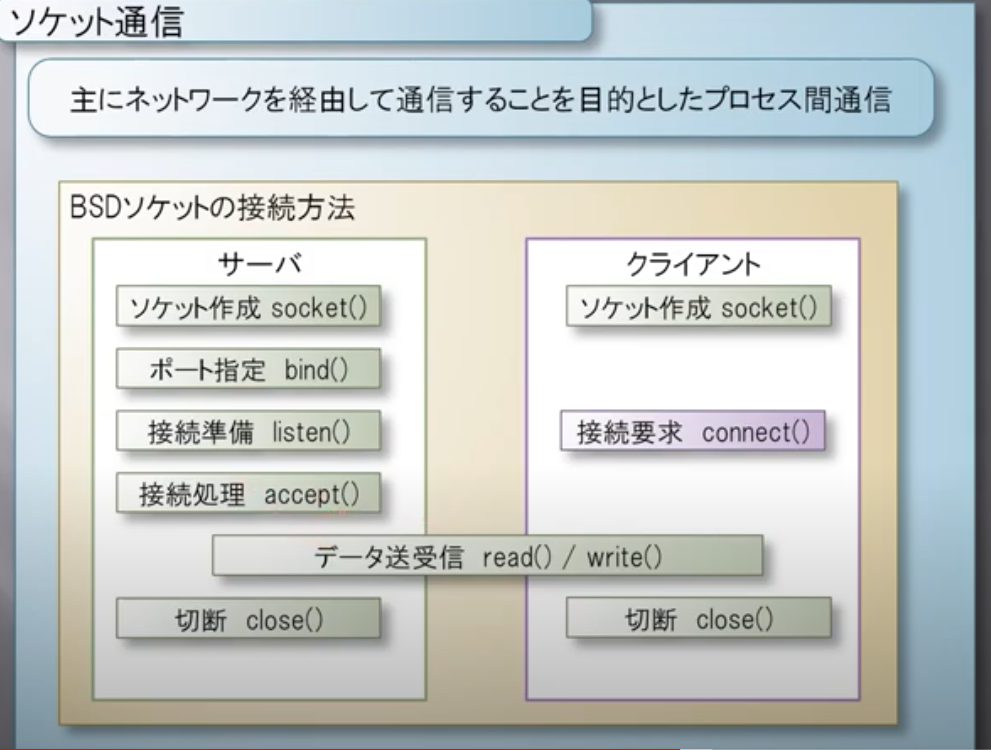 ソケット通信
主にネットワークを経由して通信することを目的としたプロセス間通信
BSDソケットの接続方法
サーバ
ソケット作成 socket()
ポート指定 bind()
接続準備 listen()
接続処理 accept()
クライアント
ソケット作成 socket()
接続要求 connect()
データ送受信 read() / write()
切断 close()
切断 close()